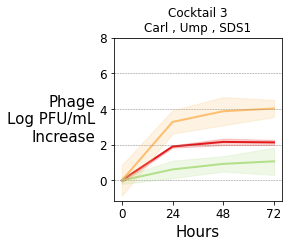 Cocktail 3
Carl , Ump , SDS1
Phage
Log PFU/mL
Increase
8
6
4
2
0
0 24 48 72
Hours